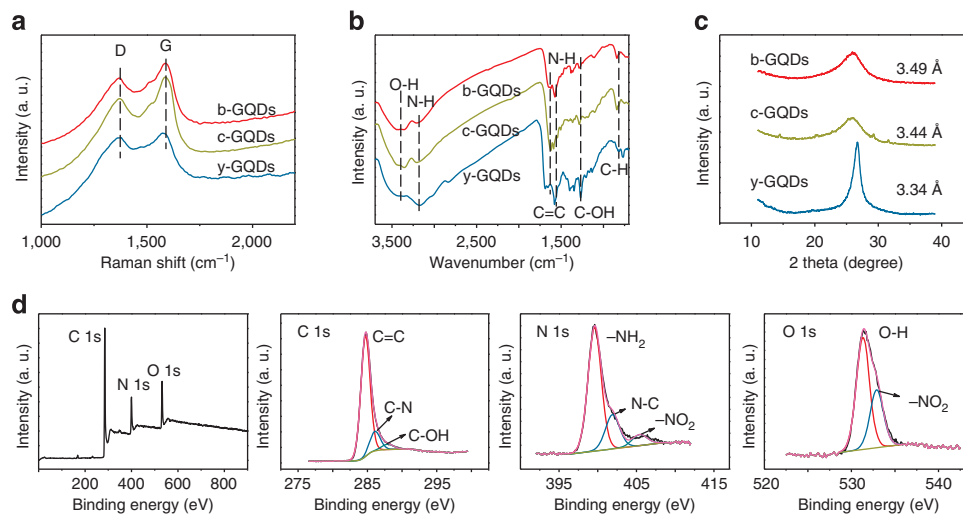 a
D
G
b-GQDs
c-GQDs
y-GQDs
Intensity (a. u.)
1,000
1,500
2,000
Raman shift (cm⁻¹)
b
O-H
N-H
N-H
b-GQDs
c-GQDs
y-GQDs
C-H
C=C
C-OH
Intensity (a. u.)
3,500
1,500
Wavenumber (cm⁻¹)
c
b-GQDs
3.49 Å
c-GQDs
3.44 Å
y-GQDs
3.34 Å
Intensity (a. u.)
10
20
30
40
2 theta (degree)
d
C 1s
N 1s
O 1s
Intensity (a. u.)
0
200
400
600
800
Binding energy (eV)
C 1s
C=C
C-N
C-OH
Intensity (a. u.)
275
285
295
Binding energy (eV)
N 1s
–NH₂
N-C
–NO₂
Intensity (a. u.)
395
405
415
Binding energy (eV)
O 1s
O-H
–NO₂
Intensity (a. u.)
522
530
540
Binding energy (eV)